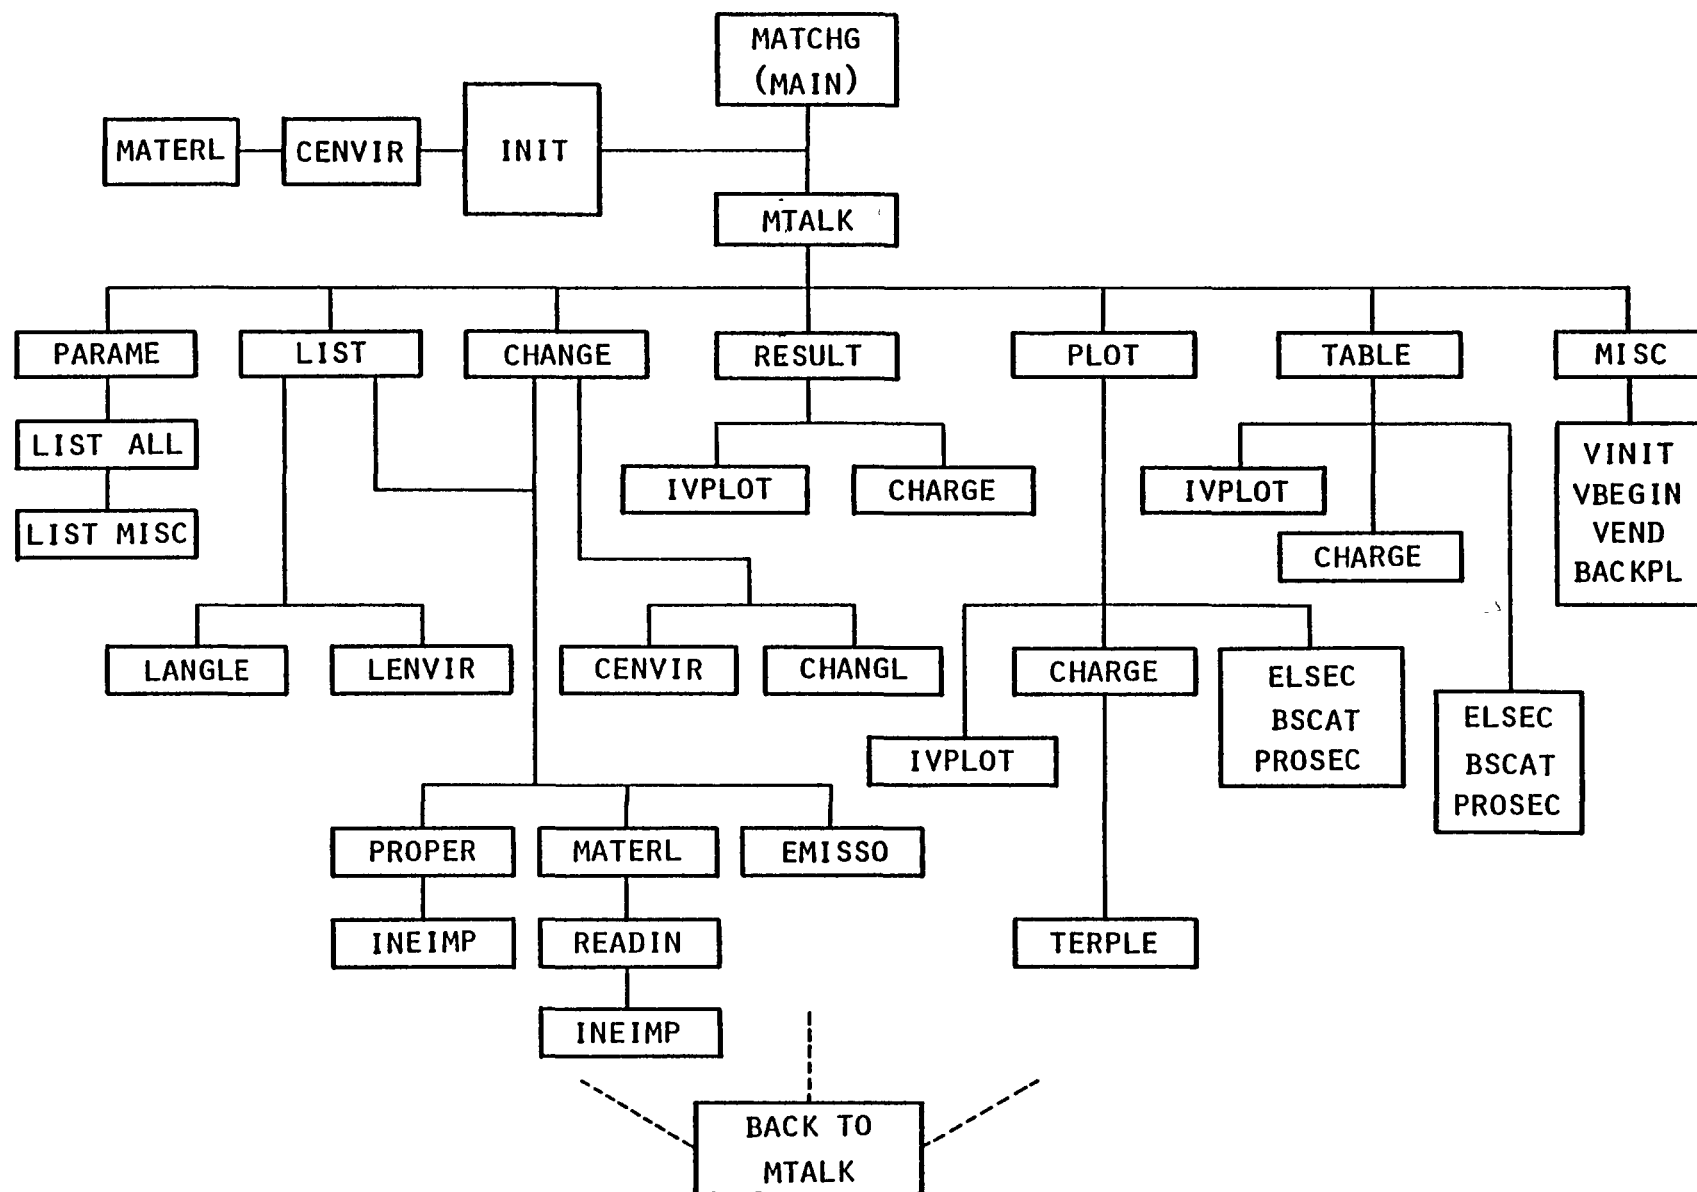 MATCHG
(MAIN)
MATERL
CENVIR
INIT
MTALK
PARAME
LIST
CHANGE
RESULT
PLOT
TABLE
MISC
LIST ALL
LIST MISC
IVPLOT
CHARGE
IVPLOT
CHARGE
VINIT
VBEGIN
VEND
BACKPL
LANGLE
LENVIR
CENVIR
CHANGL
CHARGE
ELSEC
BSCAT
PROSEC
IVPLOT
ELSEC
BSCAT
PROSEC
PROPER
MATERL
EMISSO
INEIMP
READIN
TERPLE
INEIMP
BACK TO
MTALK